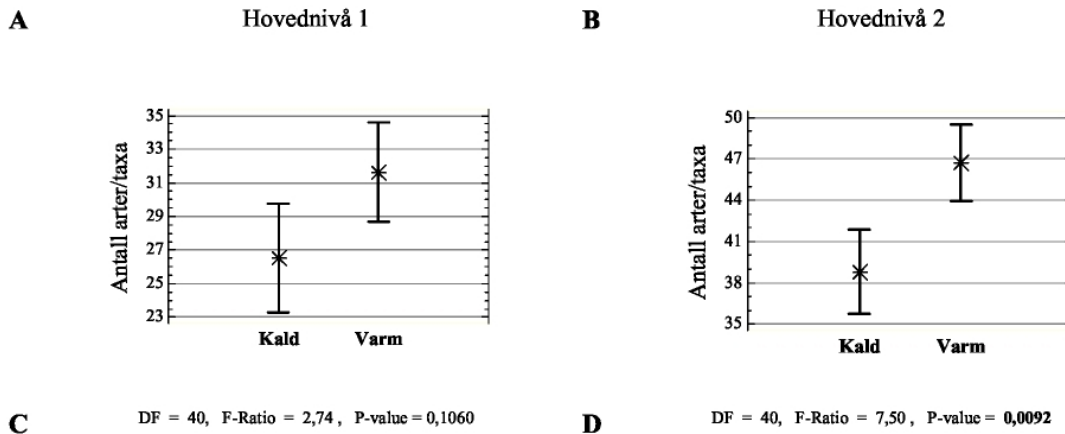 A Hovednivå 1
B Hovednivå 2
Antall arter/taxa
35
33
31
29
27
25
23
Kald Varm
Antall arter/taxa
50
47
44
41
38
35
Kald Varm
C DF = 40, F-Ratio = 2,74 , P-value = 0,1060
D DF = 40, F-Ratio = 7,50 , P-value = 0,0092